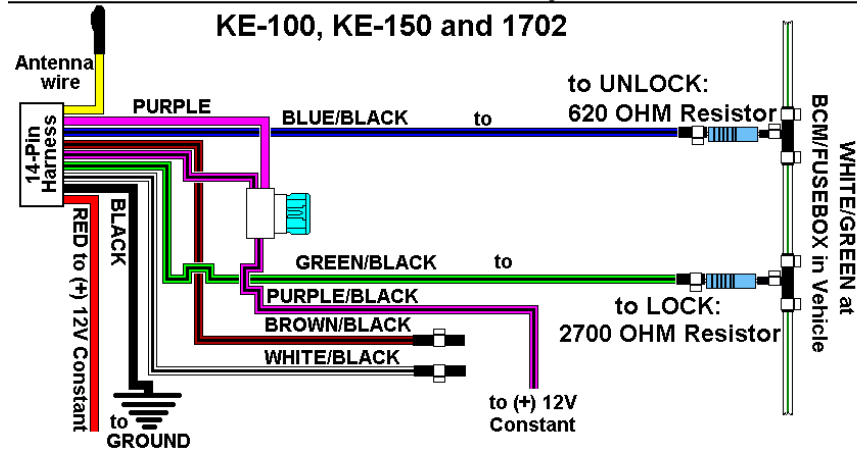 KE-100, KE-150 and 1702
Antenna
wire
PURPLE
BLUE/BLACK
to
to UNLOCK:
620 OHM Resistor
14-Pin
Harness
WHITE/GREEN at
BCM/FUSEBOX in Vehicle
RED to (+) 12V Constant
BLACK
GREEN/BLACK
to
PURPLE/BLACK
BROWN/BLACK
WHITE/BLACK
to LOCK:
2700 OHM Resistor
to (+) 12V
Constant
to
GROUND